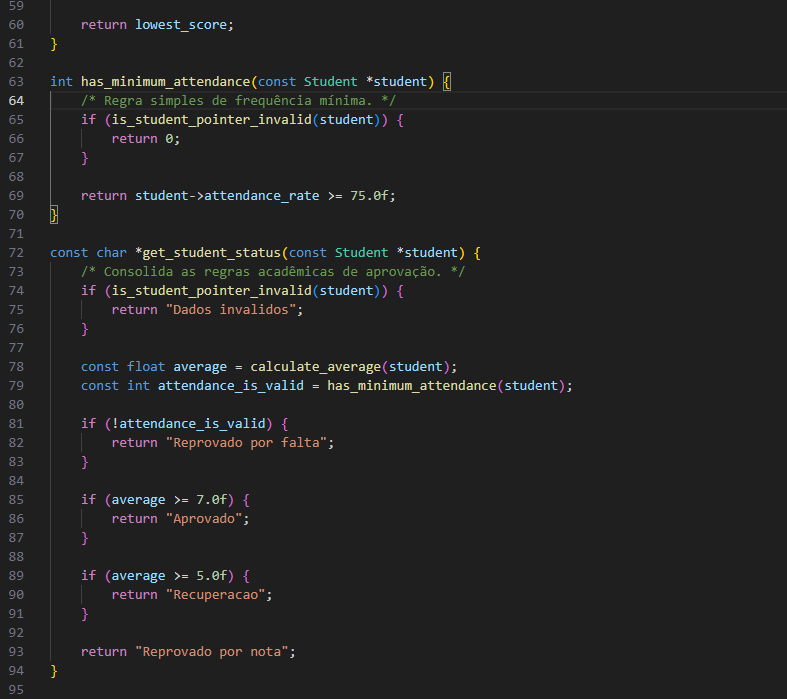 59
60 return lowest_score;
61 }
62
63 int has_minimum_attendance(const Student *student) {
64 /* Regra simples de frequência mínima. */
65 if (is_student_pointer_invalid(student)) {
66 return 0;
67 }
68
69 return student->attendance_rate >= 75.0f;
70 }
71
72 const char *get_student_status(const Student *student) {
73 /* Consolida as regras acadêmicas de aprovação. */
74 if (is_student_pointer_invalid(student)) {
75 return "Dados invalidos";
76 }
77
78 const float average = calculate_average(student);
79 const int attendance_is_valid = has_minimum_attendance(student);
80
81 if (!attendance_is_valid) {
82 return "Reprovado por falta";
83 }
84
85 if (average >= 7.0f) {
86 return "Aprovado";
87 }
88
89 if (average >= 5.0f) {
90 return "Recuperacao";
91 }
92
93 return "Reprovado por nota";
94 }
95